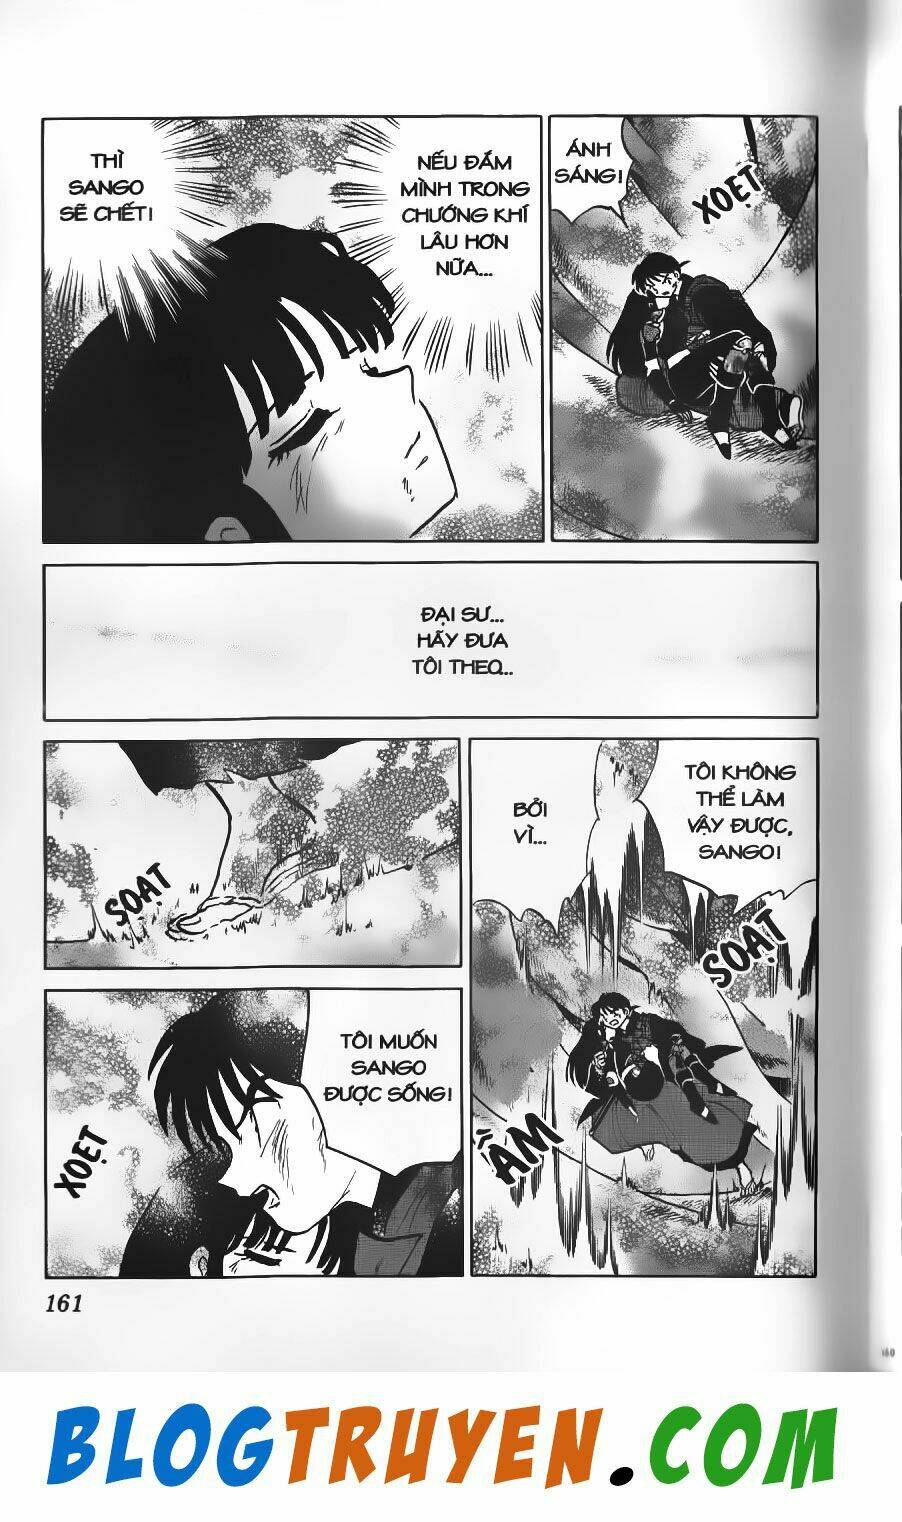 ÁNH
SÁNG!
XOẸT
NẾU ĐẮM
MÌNH TRONG
CHƯỚNG KHÍ
LÂU HƠN
NỮA...
THÌ
SANGO
SẼ CHẾT!
ĐẠI SƯ...
HÃY ĐƯA
TÔI THEO...
TÔI KHÔNG
THỂ LÀM
VẬY ĐƯỢC,
SANGO!
BỞI
VÌ...
SOẠT
ẦM
SOẠT
TÔI MUỐN
SANGO
ĐƯỢC SỐNG!
XOẸT
161
160
BLOGTRUYEN.COM